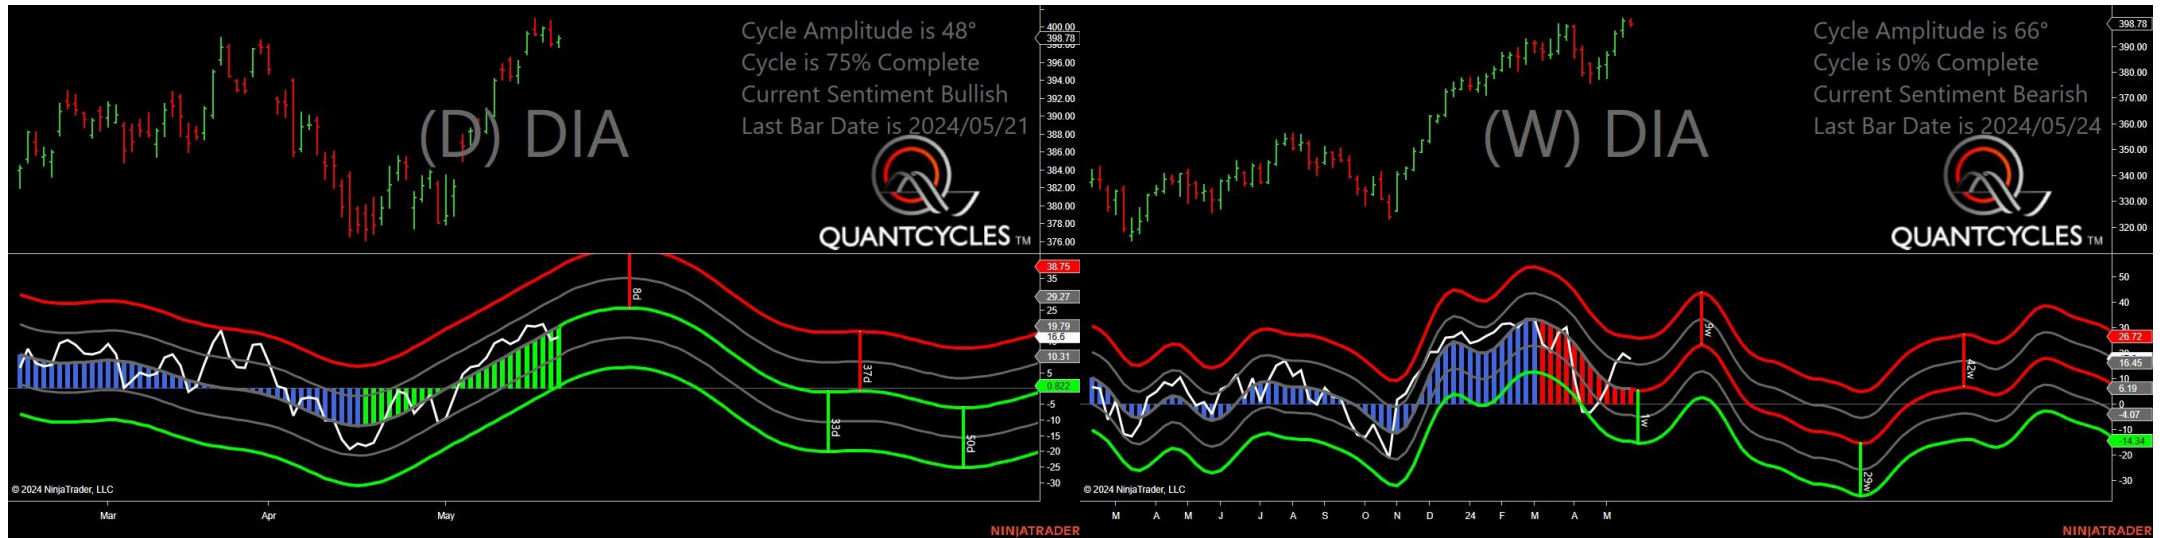 Cycle Amplitude is 48°
Cycle is 75% Complete
Current Sentiment Bullish
Last Bar Date is 2024/05/21
(D) DIA
QUANTCYCLES TM
400.00
398.78
398.00
396.00
394.00
392.00
390.00
388.00
386.00
384.00
382.00
380.00
378.00
376.00
38.75
35
29.27
25
19.79
16.6
10.31
5
0.822
-5
-10
-15
-20
-25
-30
8d
37d
33d
50d
© 2024 NinjaTrader, LLC
Mar
Apr
May
NINJATRADER
Cycle Amplitude is 66°
Cycle is 0% Complete
Current Sentiment Bearish
Last Bar Date is 2024/05/24
(W) DIA
QUANTCYCLES TM
398.78
390.00
380.00
370.00
360.00
350.00
340.00
330.00
320.00
50
40
30
26.72
16.45
10
6.19
0
-4.07
-10
-14.34
-20
-30
9w
42w
1w
29w
© 2024 NinjaTrader, LLC
M A M J J A S O N D 24 F M A M
NINJATRADER